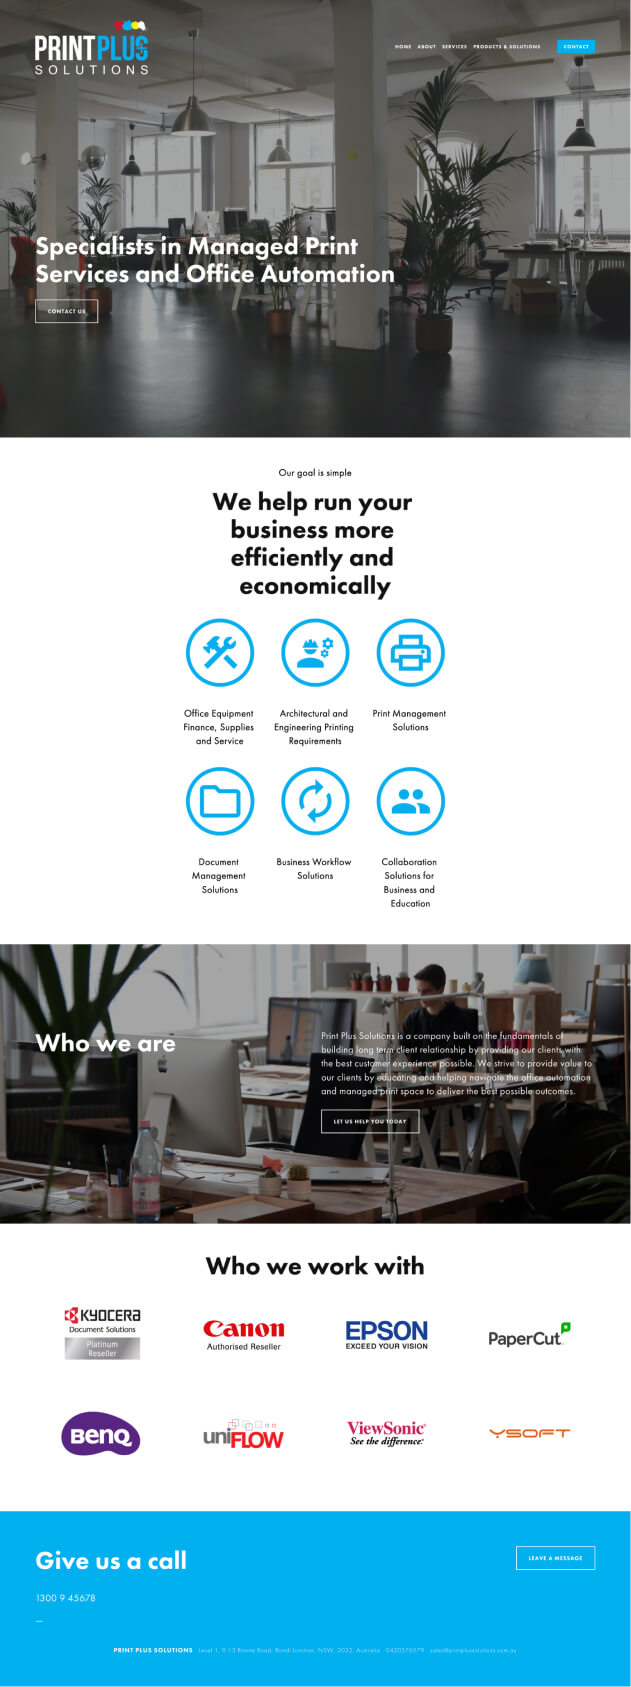 PRINTPLUS
SOLUTIONS
HOME ABOUT SERVICES PRODUCTS & SOLUTIONS CONTACT
Specialists in Managed Print
Services and Office Automation
CONTACT US
Our goal is simple
We help run your
business more
efficiently and
economically
Office Equipment
Finance, Supplies
and Service
Architectural and
Engineering Printing
Requirements
Print Management
Solutions
Document
Management
Solutions
Business Workflow
Solutions
Collaboration
Solutions for
Business and
Education
Who we are
Print Plus Solutions is a company built on the fundamentals of
building long term client relationship by providing our clients with
the best customer experience possible. We strive to provide value to
our clients by educating and helping navigate the office automation
and managed print space to deliver the best possible outcomes.
LET US HELP YOU TODAY
Who we work with
KYOCERA
Document Solutions
Platinum
Reseller
Canon
Authorised Reseller
EPSON
EXCEED YOUR VISION
PaperCut
BenQ
uniFLOW
ViewSonic®
See the difference.®
YSOFT
Give us a call
LEAVE A MESSAGE
1300 9 45678
PRINT PLUS SOLUTIONS Level 1, 9-13 Bronte Road, Bondi Junction, NSW, 2022, Australia 0420576579 sales@printplussolutions.com.au